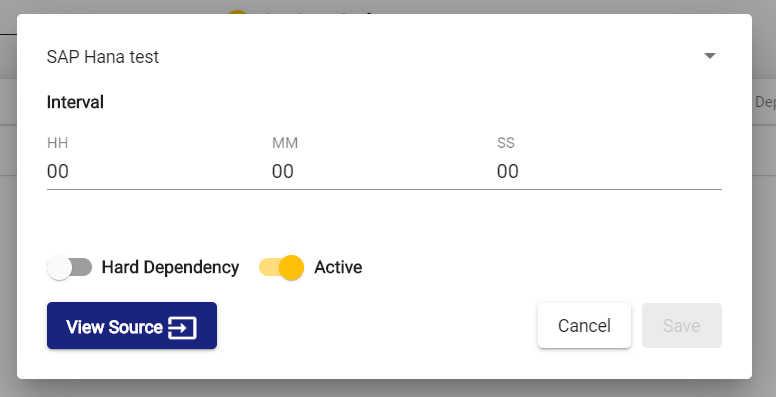 SAP Hana test
Dep
Interval
HH MM SS
00 00 00
Hard Dependency Active
View Source Cancel Save